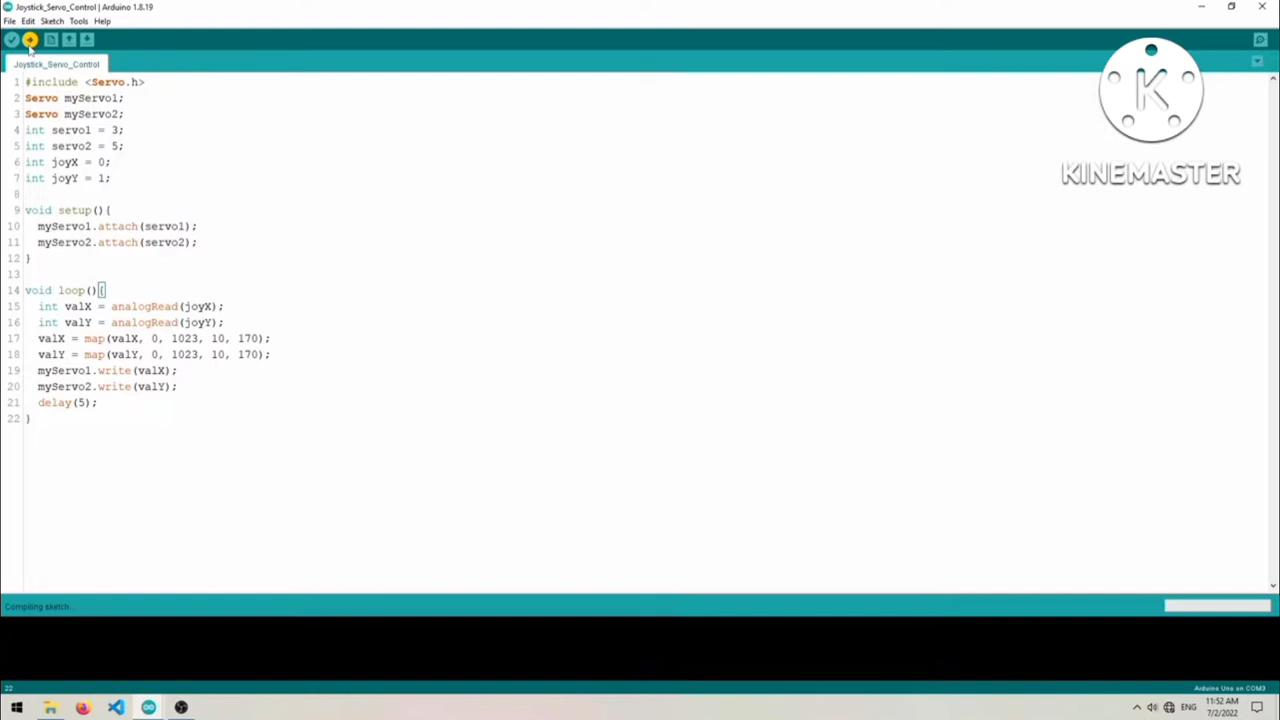 Joystick_Servo_Control | Arduino 1.8.19
File Edit Sketch Tools Help
Joystick_Servo_Control
1 #include <Servo.h>
2 Servo myServo1;
3 Servo myServo2;
4 int servo1 = 3;
5 int servo2 = 5;
6 int joyX = 0;
7 int joyY = 1;
8
9 void setup(){
10 myServo1.attach(servo1);
11 myServo2.attach(servo2);
12 }
13
14 void loop(){
15 int valX = analogRead(joyX);
16 int valY = analogRead(joyY);
17 valX = map(valX, 0, 1023, 10, 170);
18 valY = map(valY, 0, 1023, 10, 170);
19 myServo1.write(valX);
20 myServo2.write(valY);
21 delay(5);
22 }
K
KINEMASTER
Compiling sketch...
22 Arduino Uno on COM3
ENG 11:52 AM
7/2/2022